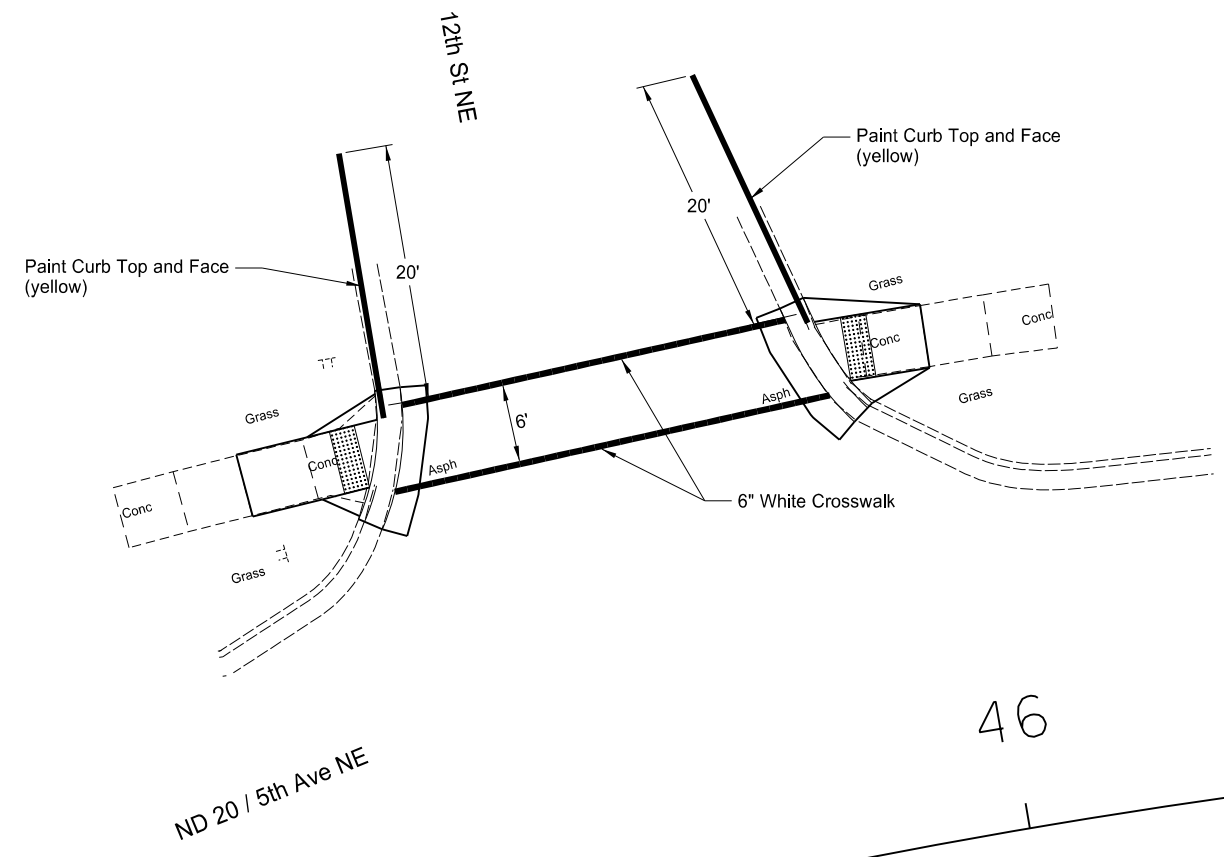 12th St NE
Paint Curb Top and Face
(yellow)
20'
20'
Paint Curb Top and Face
(yellow)
Grass
Conc
Conc
Grass
Grass
Asph
6'
Asph
Conc
Conc
Grass
6" White Crosswalk
46
ND 20 / 5th Ave NE